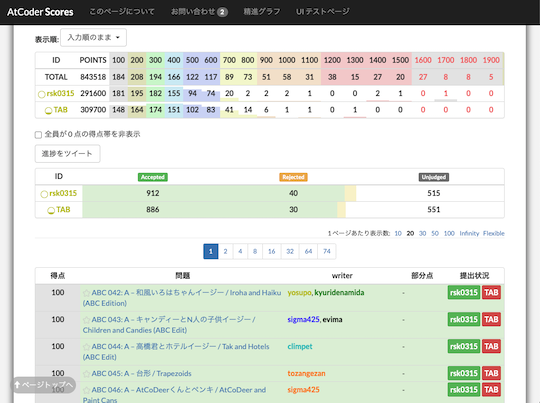 AtCoder Scores このページについて お問い合わせ 2 精進グラフ UI テストページ
表示順: 入力順のまま
ID POINTS 100 200 300 400 500 600 700 800 900 1000 1100 1200 1300 1400 1500 1600 1700 1800 1900
TOTAL 843518 184 208 194 166 122 117 89 73 51 58 31 38 15 27 20 27 8 8 5
rsk0315 291600 181 195 182 155 94 74 20 2 2 2 1 0 0 2 1 0 1 0 0
TAB 309700 148 164 174 151 102 83 41 14 6 1 1 0 1 0 0 0 0 0 0
全員が 0 点の得点帯を非表示
進捗をツイート
ID Accepted Rejected Unjudged
rsk0315 912 40 515
TAB 886 30 551
1 ページあたり表示数: 10 20 30 50 100 Infinity Flexible
1 2 4 8 16 32 64 74
得点 問題 writer 部分点 提出状況
100 ABC 042: A – 和風いろはちゃんイージー / Iroha and Haiku (ABC Edition) yosupo, kyuridenamida - rsk0315 TAB
100 ABC 043: A – キャンディーとN人の子供イージー / Children and Candies (ABC Edit) sigma425, evima - rsk0315 TAB
100 ABC 044: A – 高橋君とホテルイージー / Tak and Hotels (ABC Edit) climpet - rsk0315 TAB
100 ABC 045: A – 台形 / Trapezoids tozangezan - rsk0315 TAB
100 ABC 046: A – AtCoDeerくんとペンキ / AtCoDeer and Paint Cans sigma425 - rsk0315 TAB
ページトップへ